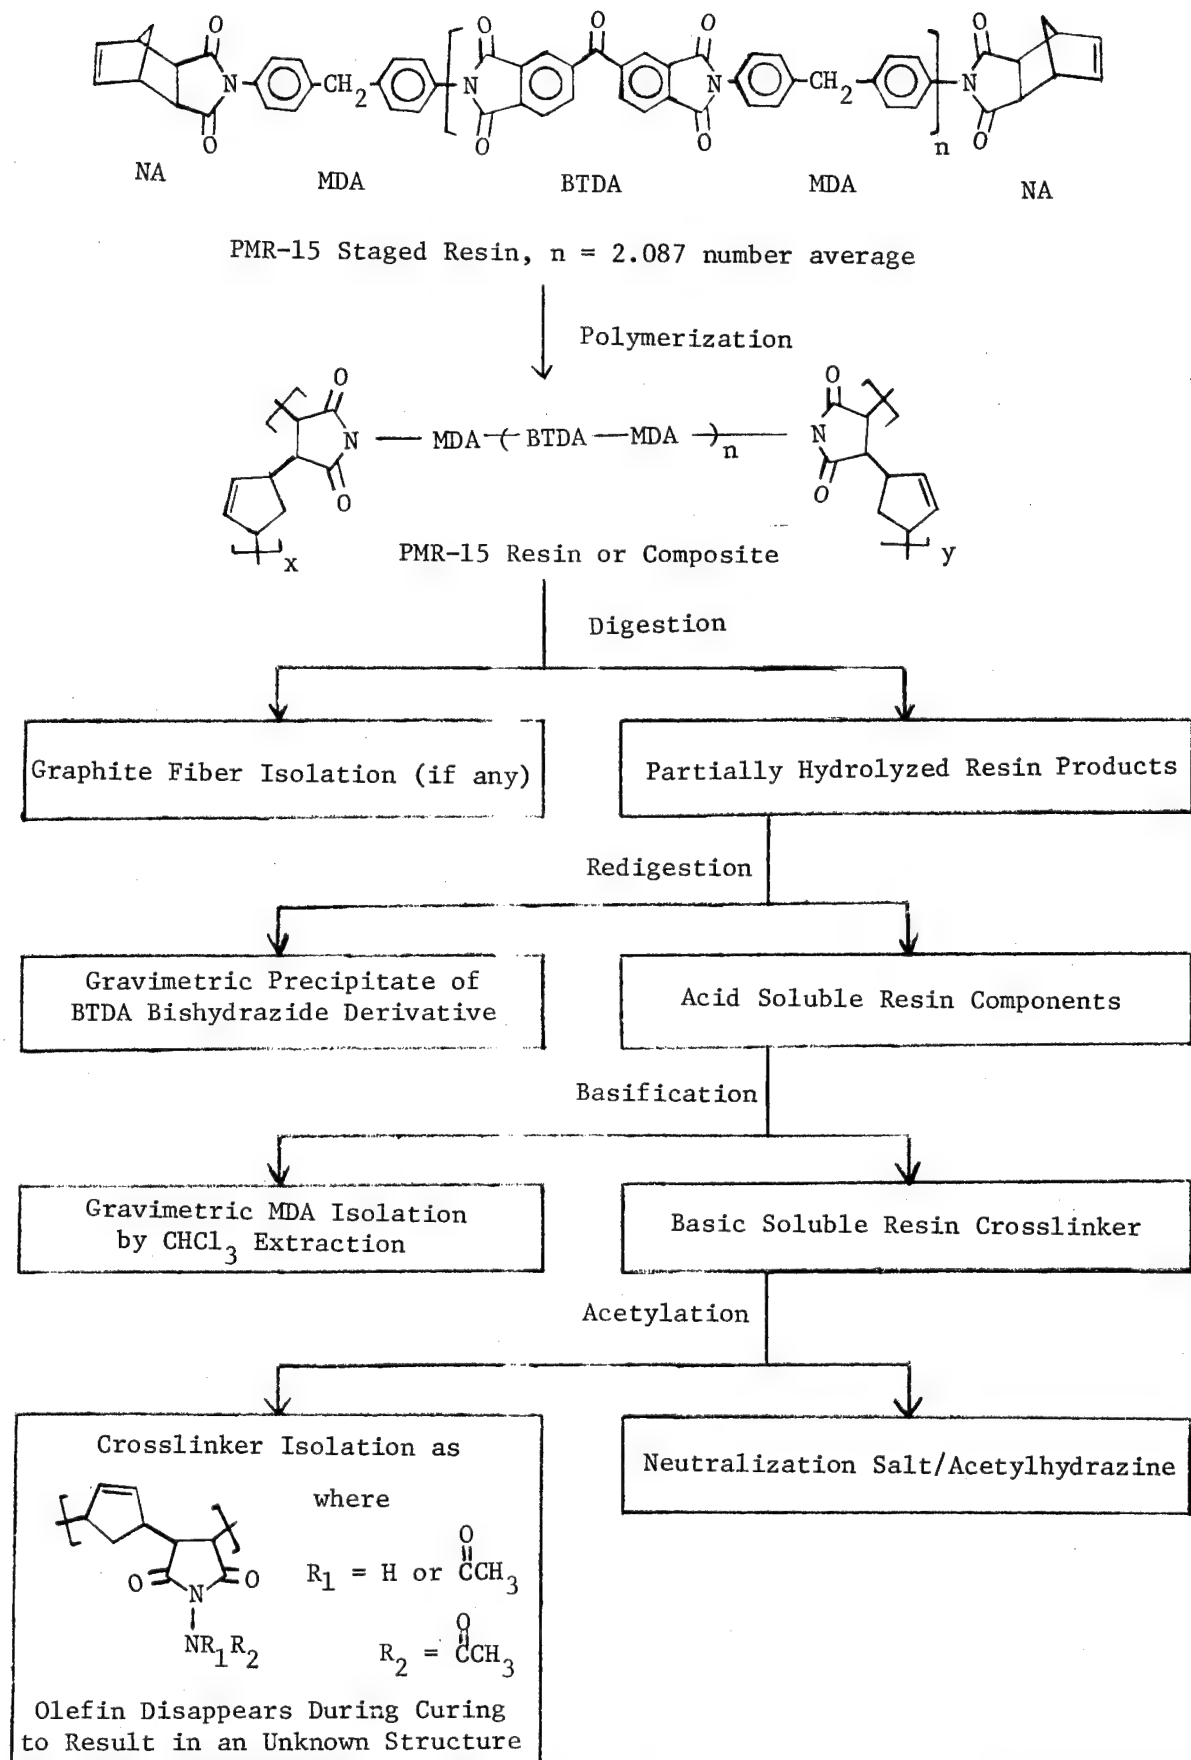 O O O O O O O
N CH2 N N CH2 N
O O O O
n
NA MDA BTDA MDA NA
PMR-15 Staged Resin, n = 2.087 number average
Polymerization
O O
N MDA ( BTDA MDA )n N
O O
x y
PMR-15 Resin or Composite
Digestion
Graphite Fiber Isolation (if any)
Partially Hydrolyzed Resin Products
Redigestion
Gravimetric Precipitate of
BTDA Bishydrazide Derivative
Acid Soluble Resin Components
Basification
Gravimetric MDA Isolation
by CHCl3 Extraction
Basic Soluble Resin Crosslinker
Acetylation
Crosslinker Isolation as
where
O N O
NR1R2
R1 = H or
O
CCH3
R2 =
O
CCH3
Olefin Disappears During Curing
to Result in an Unknown Structure
Neutralization Salt/Acetylhydrazine